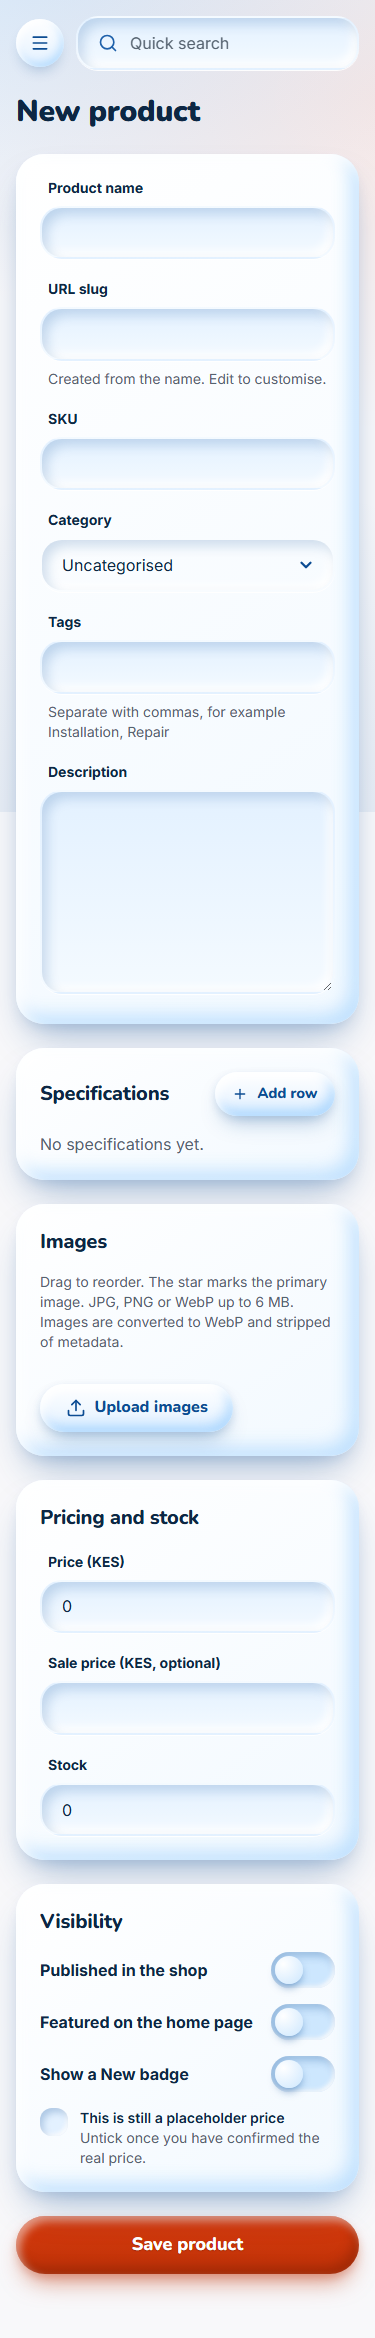 Quick search
New product
Product name
URL slug
Created from the name. Edit to customise.
SKU
Category
Uncategorised
Tags
Separate with commas, for example
Installation, Repair
Description
Specifications
Add row
No specifications yet.
Images
Drag to reorder. The star marks the primary
image. JPG, PNG or WebP up to 6 MB.
Images are converted to WebP and stripped
of metadata.
Upload images
Pricing and stock
Price (KES)
0
Sale price (KES, optional)
Stock
0
Visibility
Published in the shop
Featured on the home page
Show a New badge
This is still a placeholder price
Untick once you have confirmed the
real price.
Save product